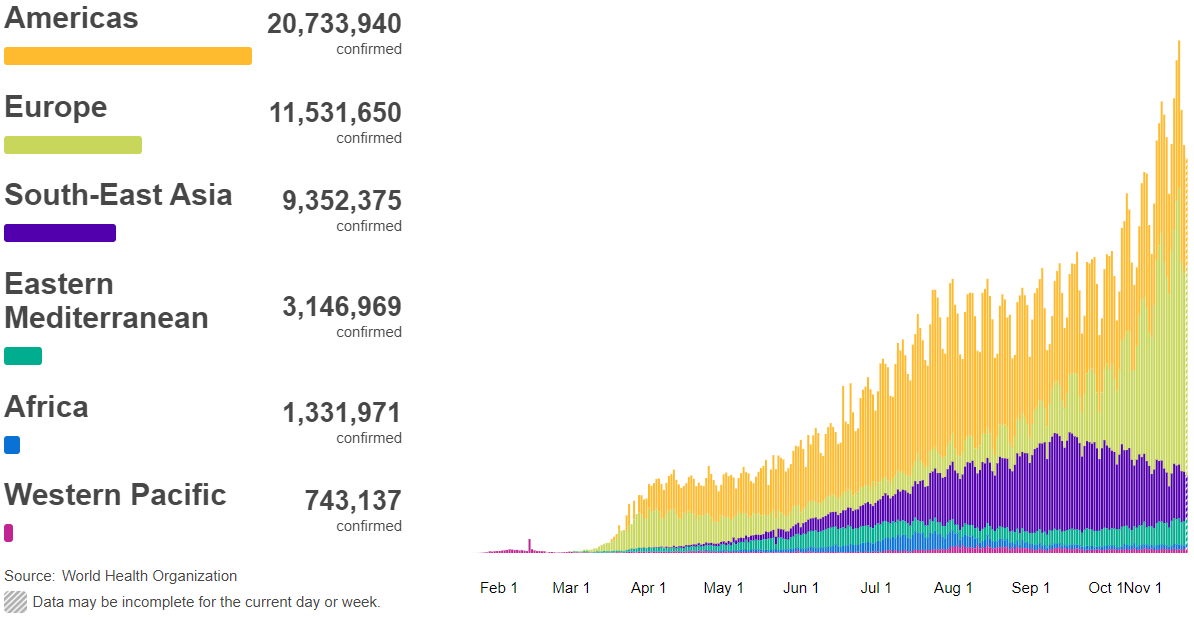 Americas
20,733,940
confirmed
Europe
11,531,650
confirmed
South-East Asia
9,352,375
confirmed
Eastern
Mediterranean
3,146,969
confirmed
Africa
1,331,971
confirmed
Western Pacific
743,137
confirmed
Source: World Health Organization
Data may be incomplete for the current day or week.
Feb 1 Mar 1 Apr 1 May 1 Jun 1 Jul 1 Aug 1 Sep 1 Oct 1 Nov 1